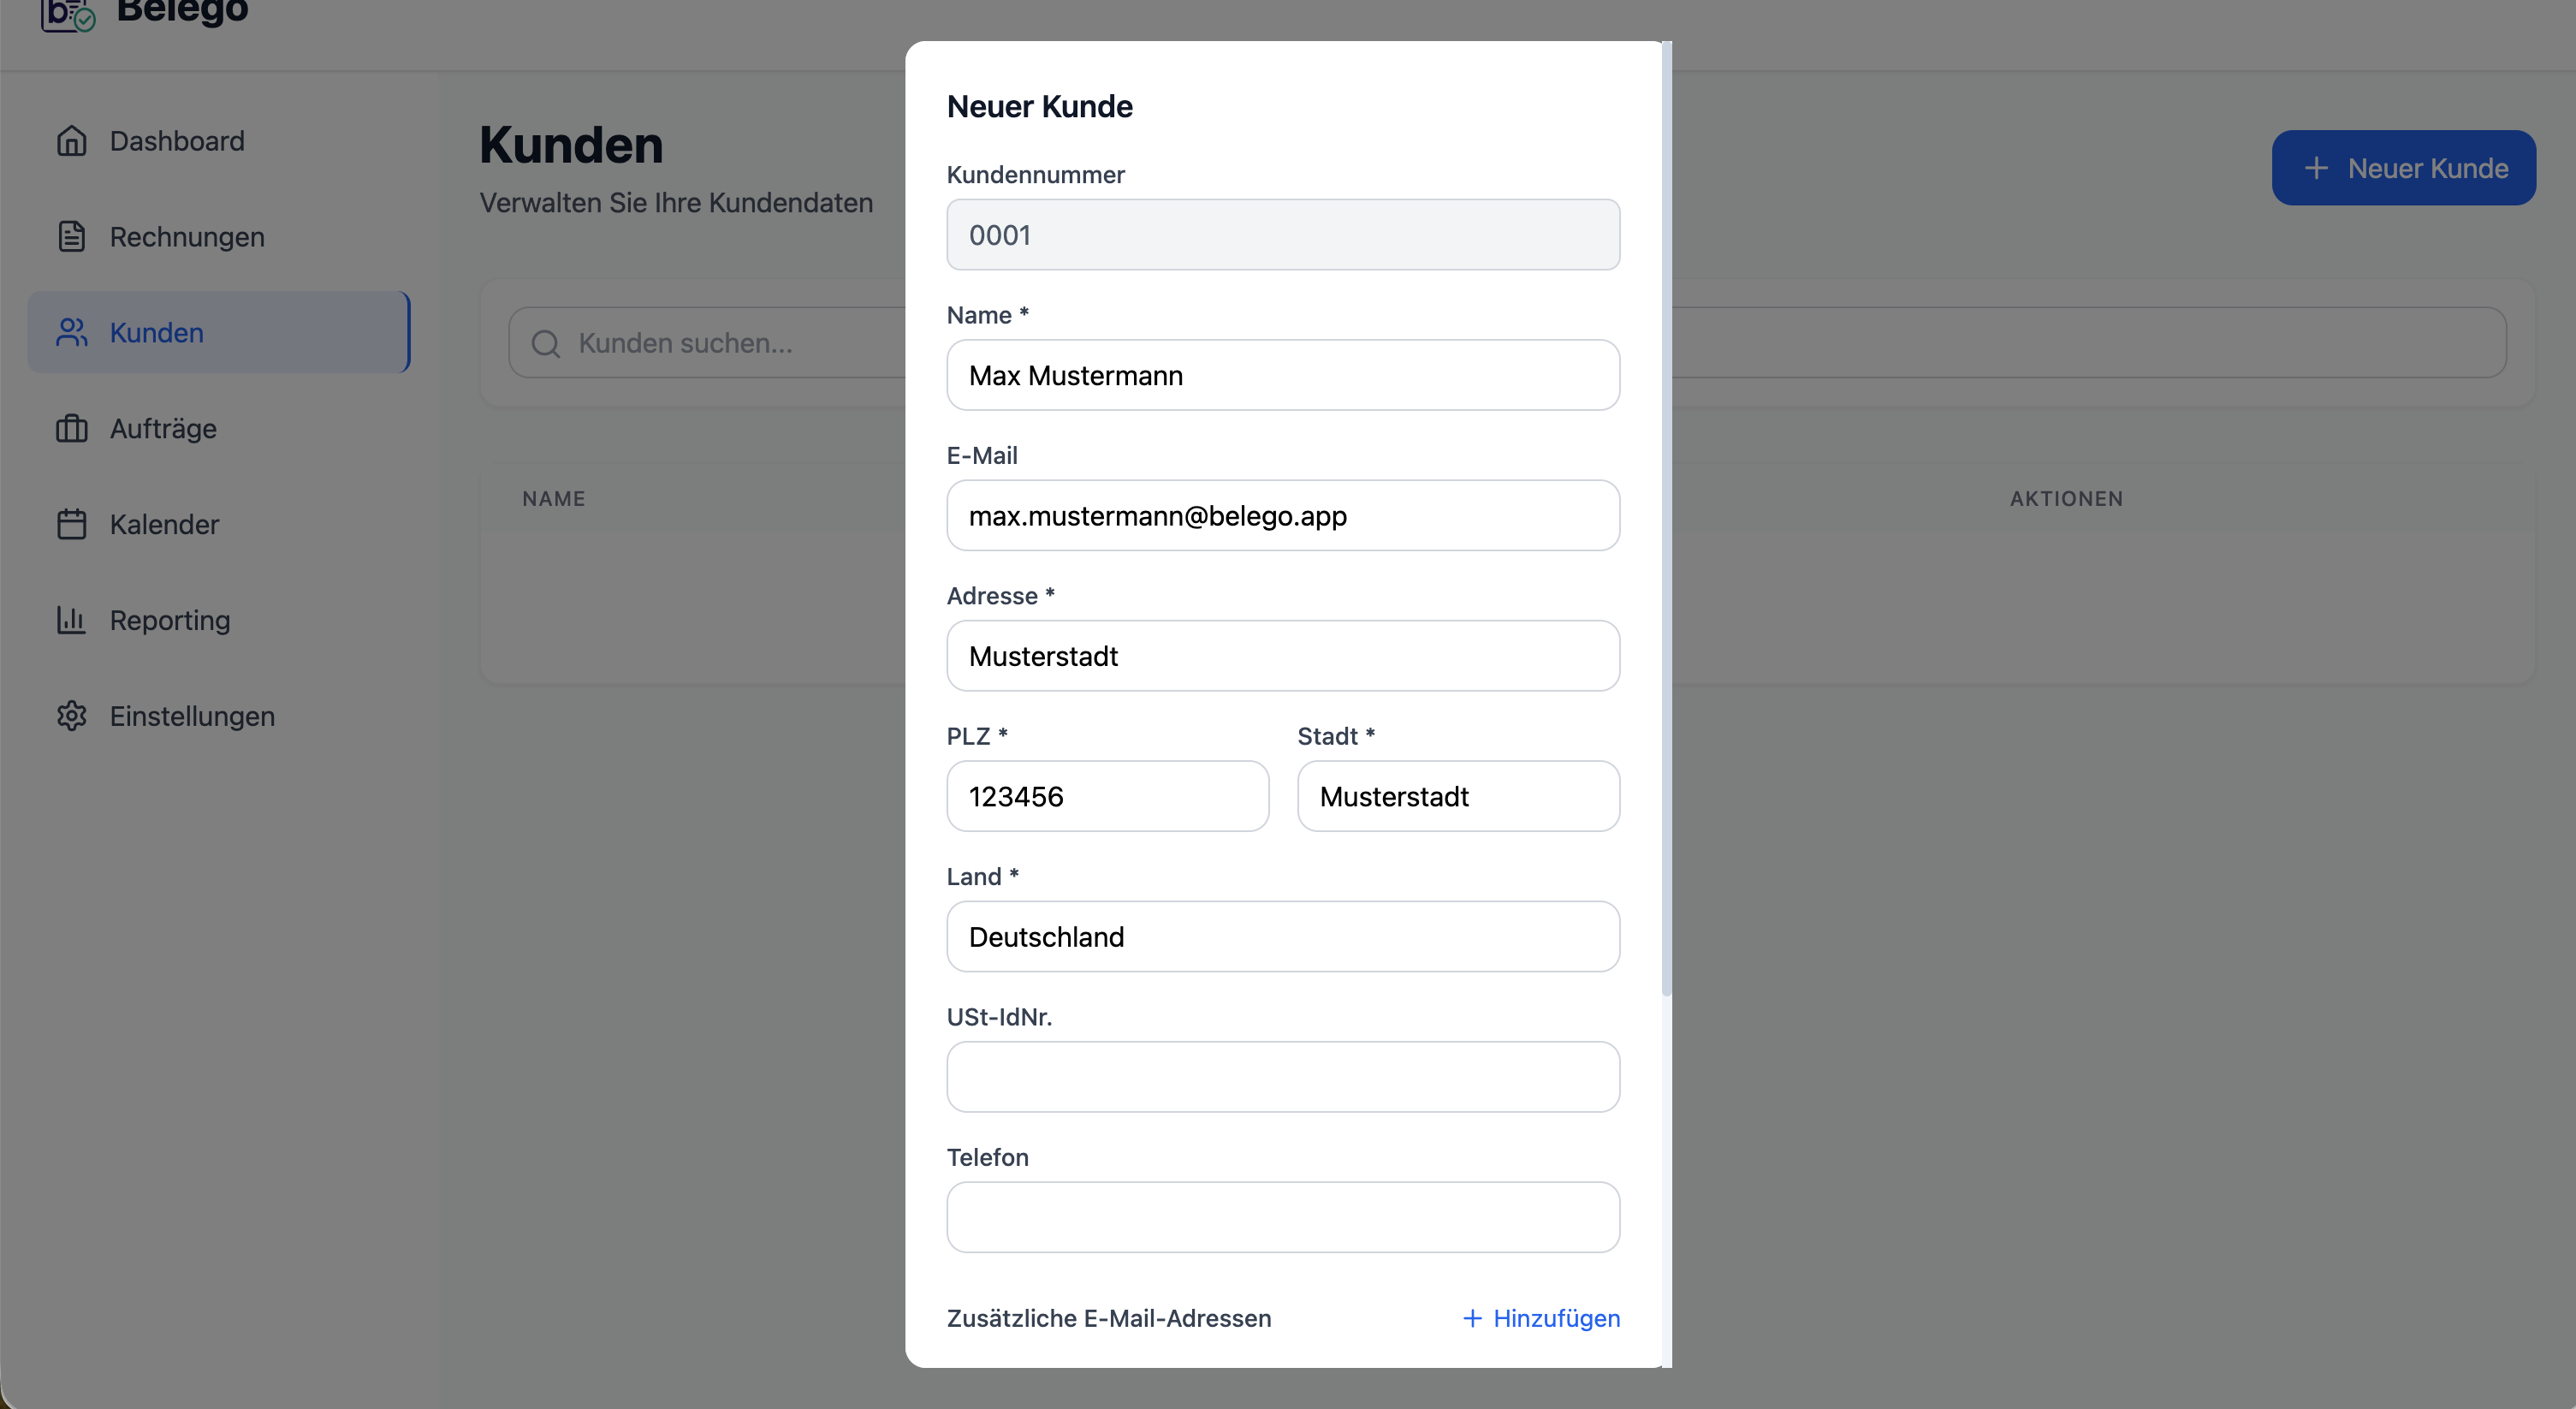 Belego
Dashboard
Rechnungen
Kunden
Aufträge
Kalender
Reporting
Einstellungen
Kunden
Verwalten Sie Ihre Kundendaten
+ Neuer Kunde
Kunden suchen...
NAME
AKTIONEN
Neuer Kunde
Kundennummer
0001
Name *
Max Mustermann
E-Mail
max.mustermann@belego.app
Adresse *
Musterstadt
PLZ * Stadt *
123456 Musterstadt
Land *
Deutschland
USt-IdNr.
Telefon
Zusätzliche E-Mail-Adressen + Hinzufügen